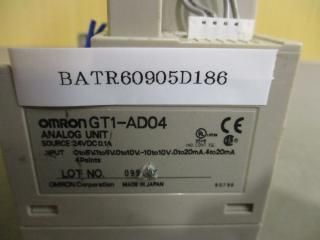 BATR60905D186
OMRON GT1-AD04
ANALOG UNIT
SOURCE:24VDC 0.1A
INPUT 0to5V,1to5V,0to10V,-10to10V,0to20mA,4to20mA
4Points
LOT NO.
OMRON Corporation MADE IN JAPAN